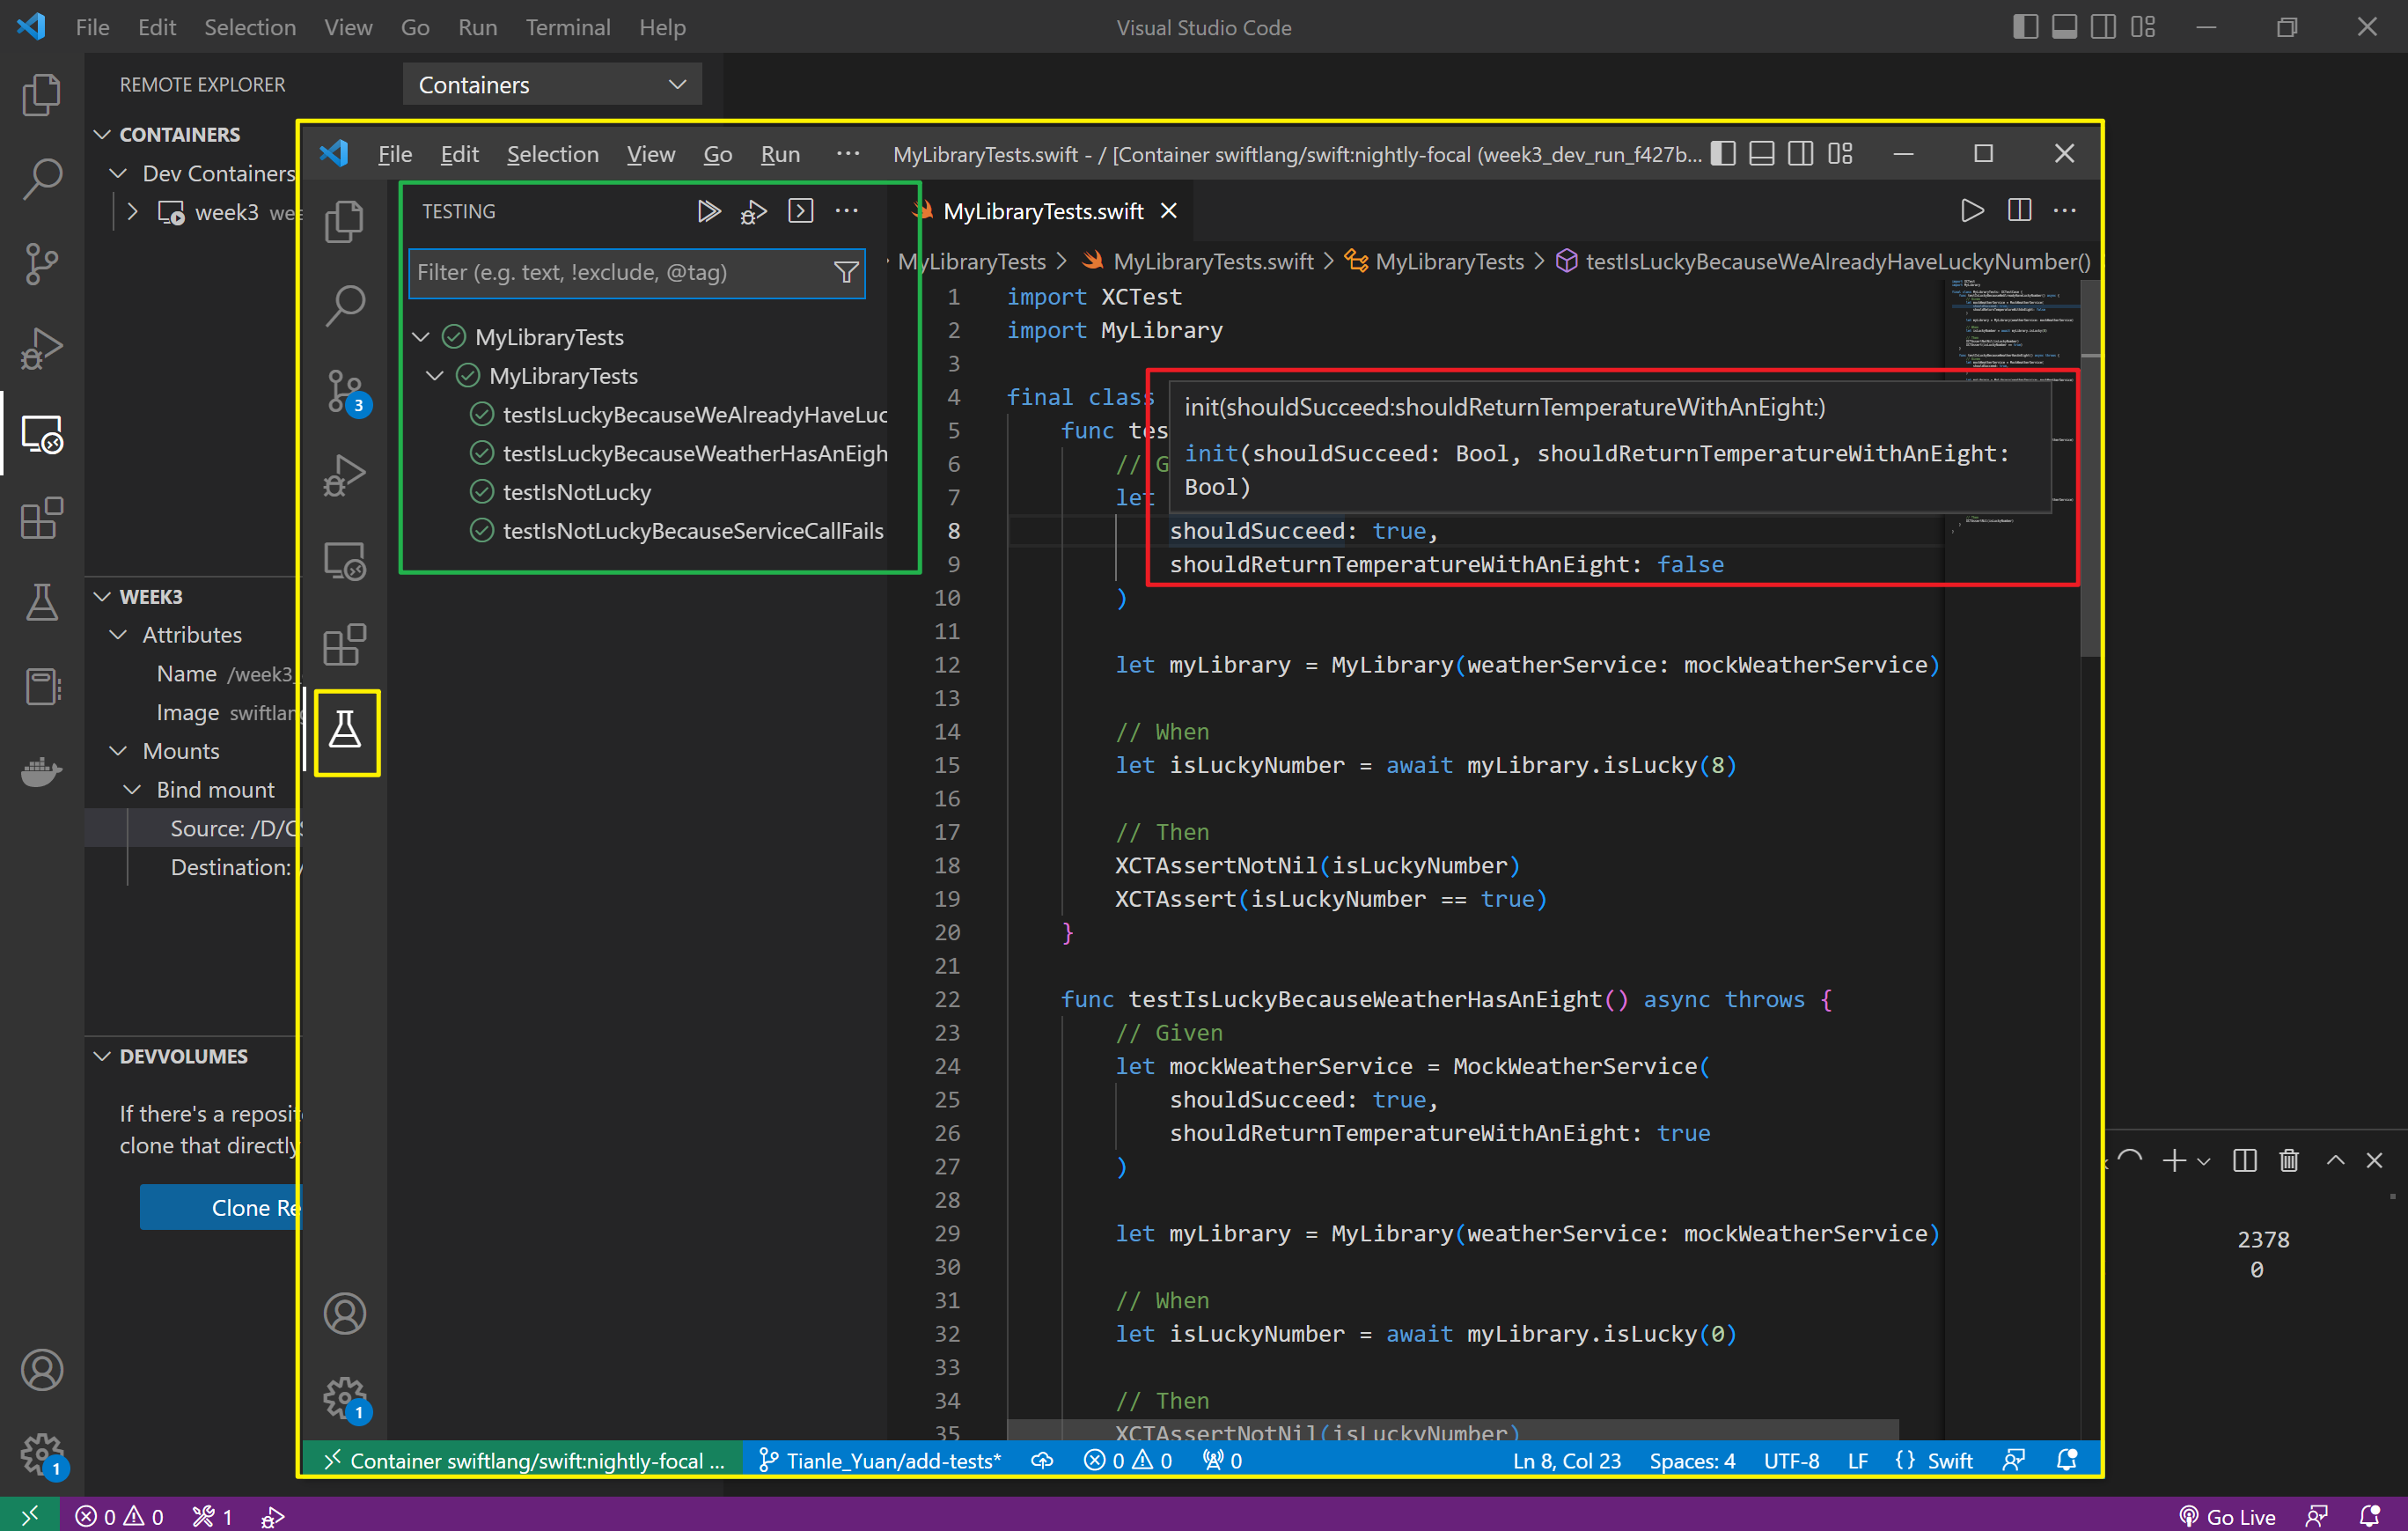 File Edit Selection View Go Run Terminal Help
Visual Studio Code
REMOTE EXPLORER
Containers
CONTAINERS
Dev Containers
week3
WEEK3
Attributes
Name /week3_
Image
Mounts
Bind mount
Source: /D/
Destination:
DEVVOLUMES
If there's a
clone that directly
Clone
File Edit Selection View Go Run ···
MyLibraryTests.swift - / [Container swiftlang/swift:nightly-focal (week3_dev_run_f427b...
3
1
TESTING
Filter (e.g. text, !exclude, @tag)
MyLibraryTests
MyLibraryTests
testIsLuckyBecauseWeAlreadyHaveLuc
testIsLuckyBecauseWeatherHasAnEigh
testIsNotLucky
testIsNotLuckyBecauseServiceCallFails
MyLibraryTests.swift
MyLibraryTests > MyLibraryTests.swift > MyLibraryTests > testIsLuckyBecauseWeAlreadyHaveLuckyNumber()
1 import XCTest
2 import MyLibrary
3
4 final class
init(shouldSucceed:shouldReturnTemperatureWithAnEight:)
5 func tes
init(shouldSucceed: Bool, shouldReturnTemperatureWithAnEight:
Bool)
6 // G
7 let
8 shouldSucceed: true,
9 shouldReturnTemperatureWithAnEight: false
10 )
11
12 let myLibrary = MyLibrary(weatherService: mockWeatherService)
13
14 // When
15 let isLuckyNumber = await myLibrary.isLucky(8)
16
17 // Then
18 XCTAssertNotNil(isLuckyNumber)
19 XCTAssert(isLuckyNumber == true)
20 }
21
22 func testIsLuckyBecauseWeatherHasAnEight() async throws {
23 // Given
24 let mockWeatherService = MockWeatherService(
25 shouldSucceed: true,
26 shouldReturnTemperatureWithAnEight: true
27 )
28
29 let myLibrary = MyLibrary(weatherService: mockWeatherService)
30
31 // When
32 let isLuckyNumber = await myLibrary.isLucky(0)
33
34 // Then
35 XCTAssertNotNil(isLuckyNumber)
2378
0
Container swiftlang/swift:nightly-focal ... Tianle_Yuan/add-tests* 0 0 0 Ln 8, Col 23 Spaces: 4 UTF-8 LF {} Swift
1
0 0 1 Go Live